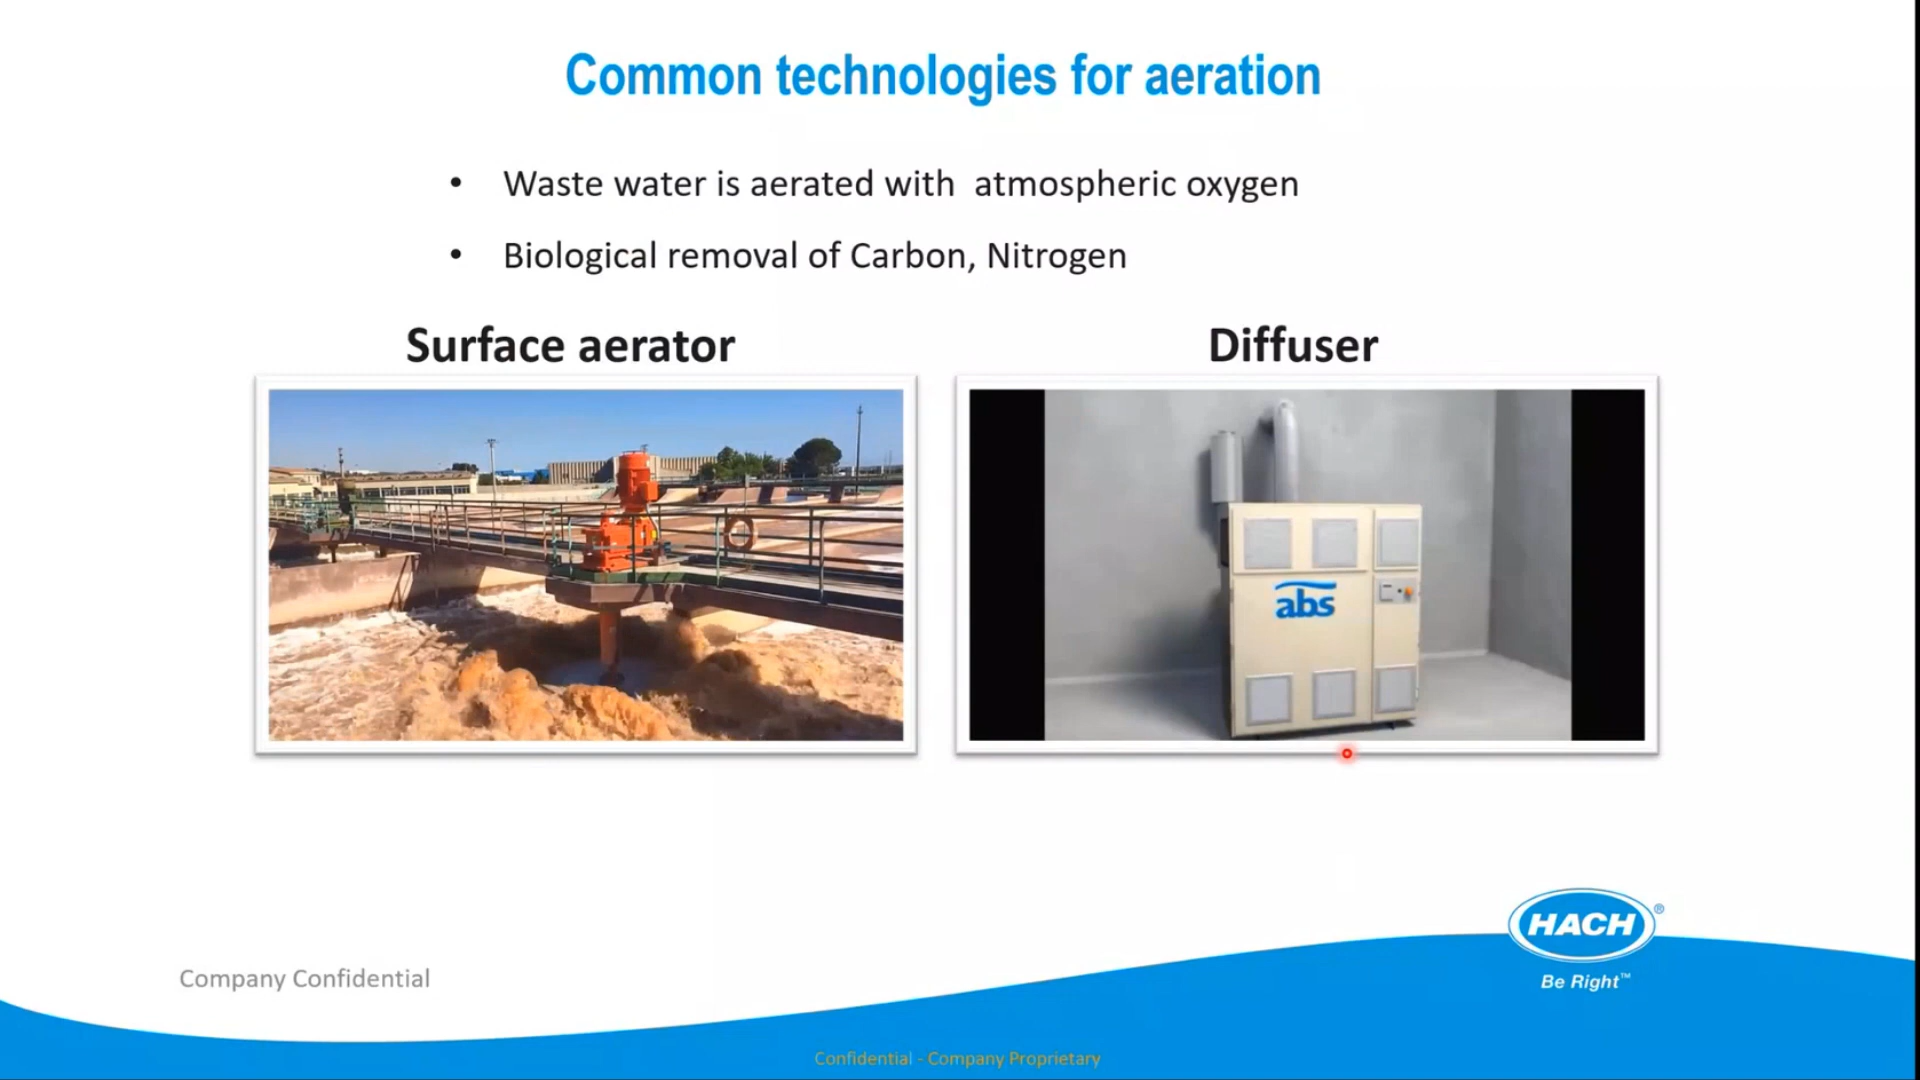 Common technologies for aeration
• Waste water is aerated with  atmospheric oxygen
• Biological removal of Carbon, Nitrogen
Surface aerator
Diffuser
abs
HACH®
Be Right™
Company Confidential
Confidential - Company Proprietary